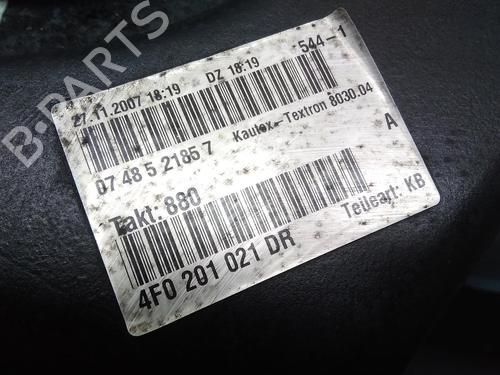 B-PARTS
27.11.2007 18:19 DZ 18:19 544-1
07 48 5 2185 7 Kautex-Textron 8030.04
A
Takt: 880
Teileart: KB
4F0 201 021 DR